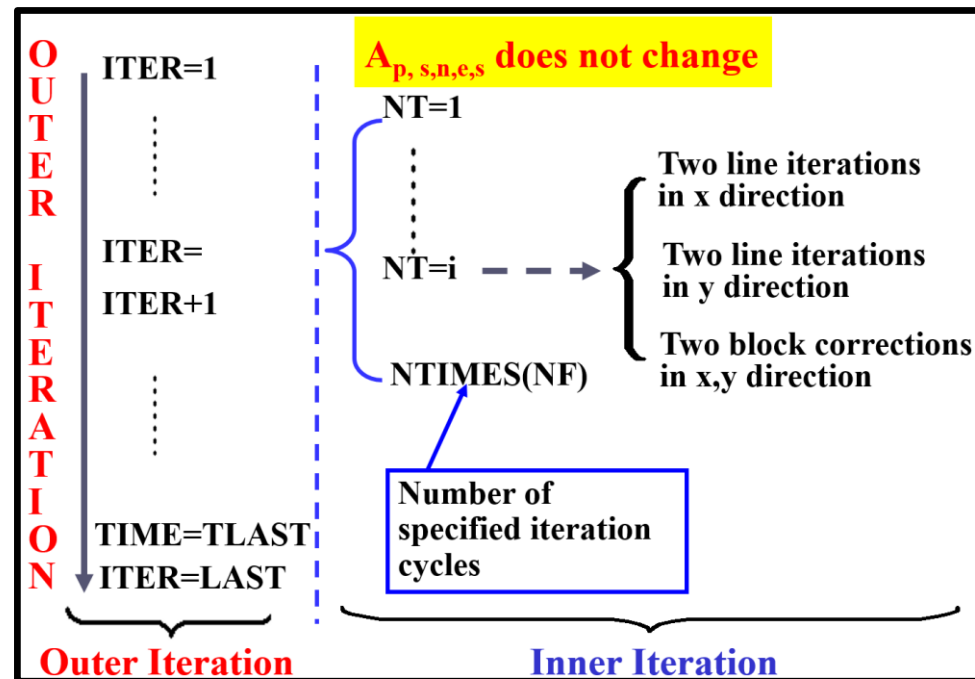 OUTER ITERATION
ITER=1
ITER=
ITER+1
TIME=TLAST
ITER=LAST
Outer Iteration
Ap, s,n,e,s does not change
NT=1
NT=i
NTIMES(NF)
Number of
specified iteration
cycles
Two line iterations
in x direction
Two line iterations
in y direction
Two block corrections
in x,y direction
Inner Iteration